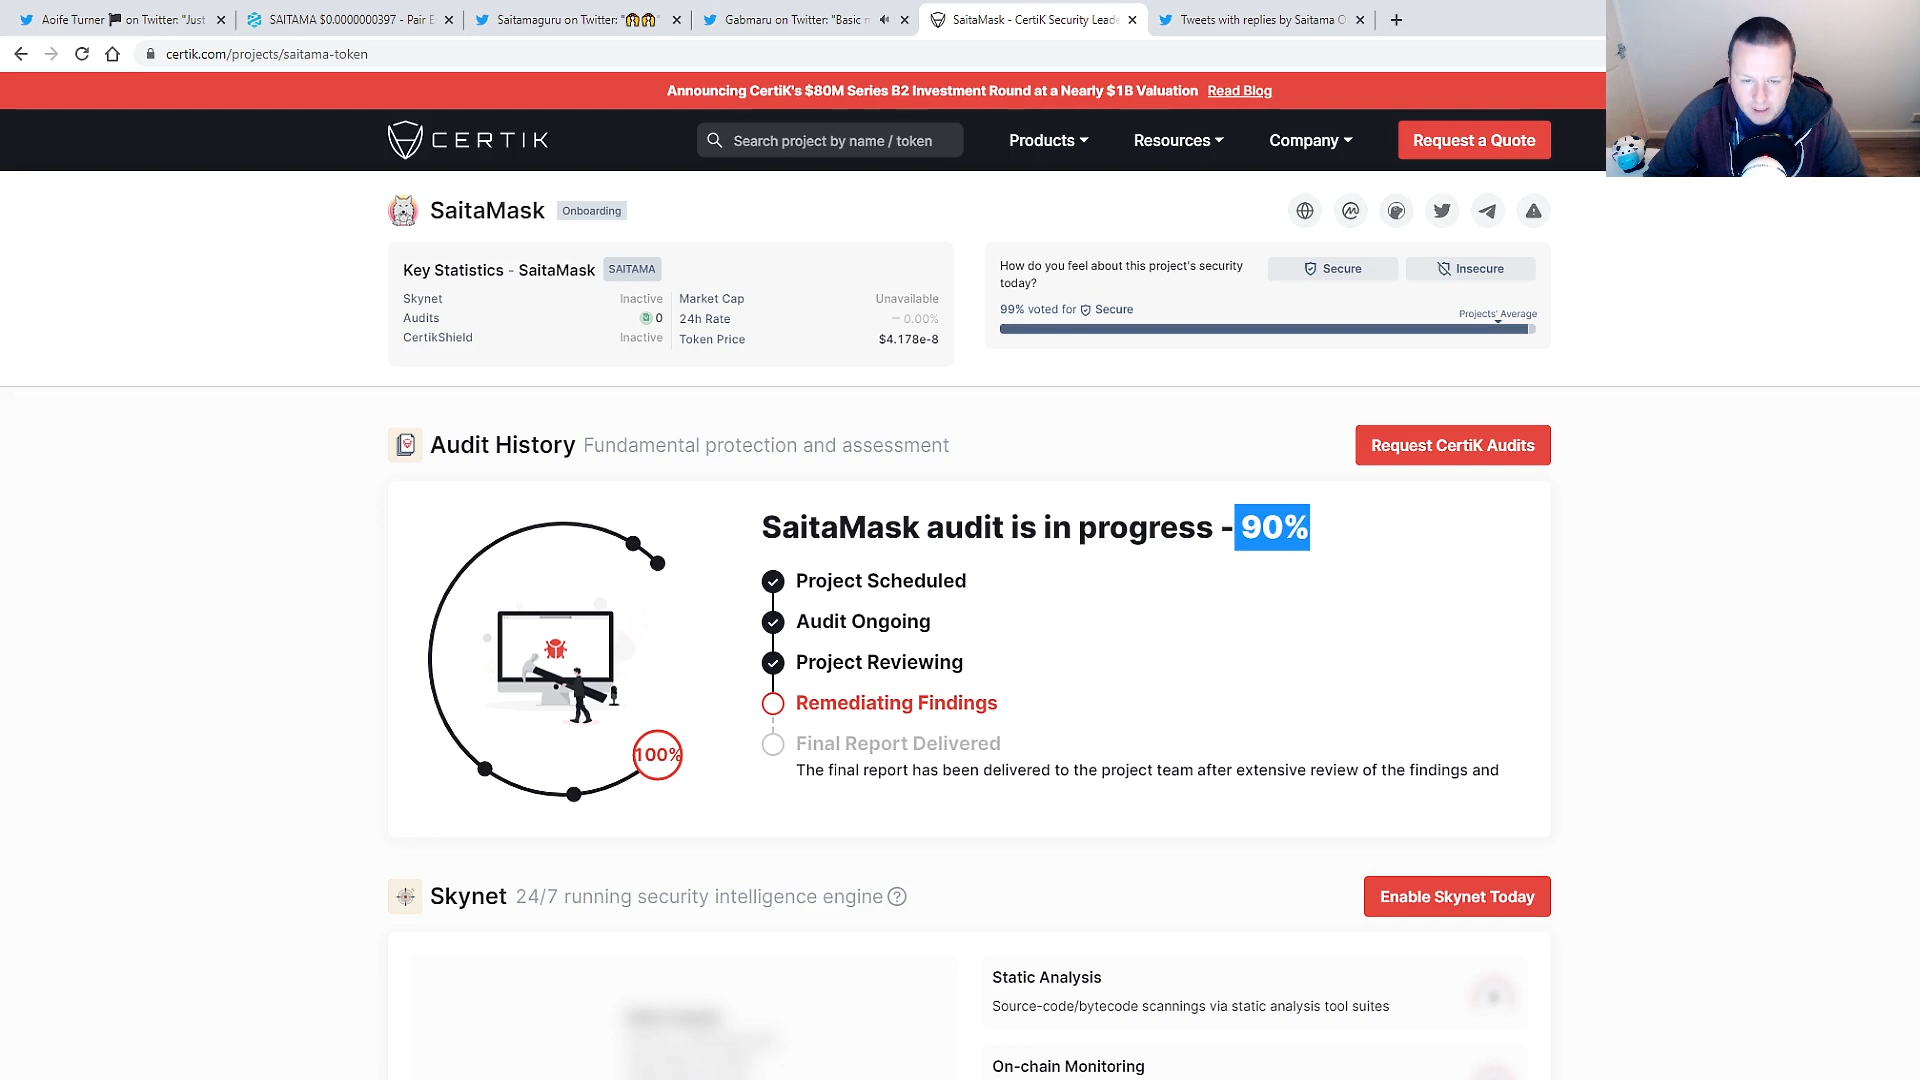 Aoife Turner 🏴 on Twitter: "Just
SAITAMA $0.0000000397 - Pair E
Saitamaguru on Twitter: "🙌🙌"
Gabmaru on Twitter: "Basic
SaitaMask - CertiK Security Leade
Tweets with replies by Saitama
certik.com/projects/saitama-token
Announcing CertiK's $80M Series B2 Investment Round at a Nearly $1B Valuation Read Blog
CERTIK
Search project by name / token
Products
Resources
Company
Request a Quote
SaitaMask
Onboarding
Key Statistics - SaitaMask SAITAMA
Skynet Inactive
Audits 0
CertikShield Inactive
Market Cap Unavailable
24h Rate – 0.00%
Token Price $4.178e-8
How do you feel about this project's security
today?
Secure
Insecure
99% voted for Secure
Projects' Average
Audit History Fundamental protection and assessment
Request CertiK Audits
100%
SaitaMask audit is in progress - 90%
Project Scheduled
Audit Ongoing
Project Reviewing
Remediating Findings
Final Report Delivered
The final report has been delivered to the project team after extensive review of the findings and
Skynet 24/7 running security intelligence engine ?
Enable Skynet Today
Static Analysis
Source-code/bytecode scannings via static analysis tool suites
On-chain Monitoring